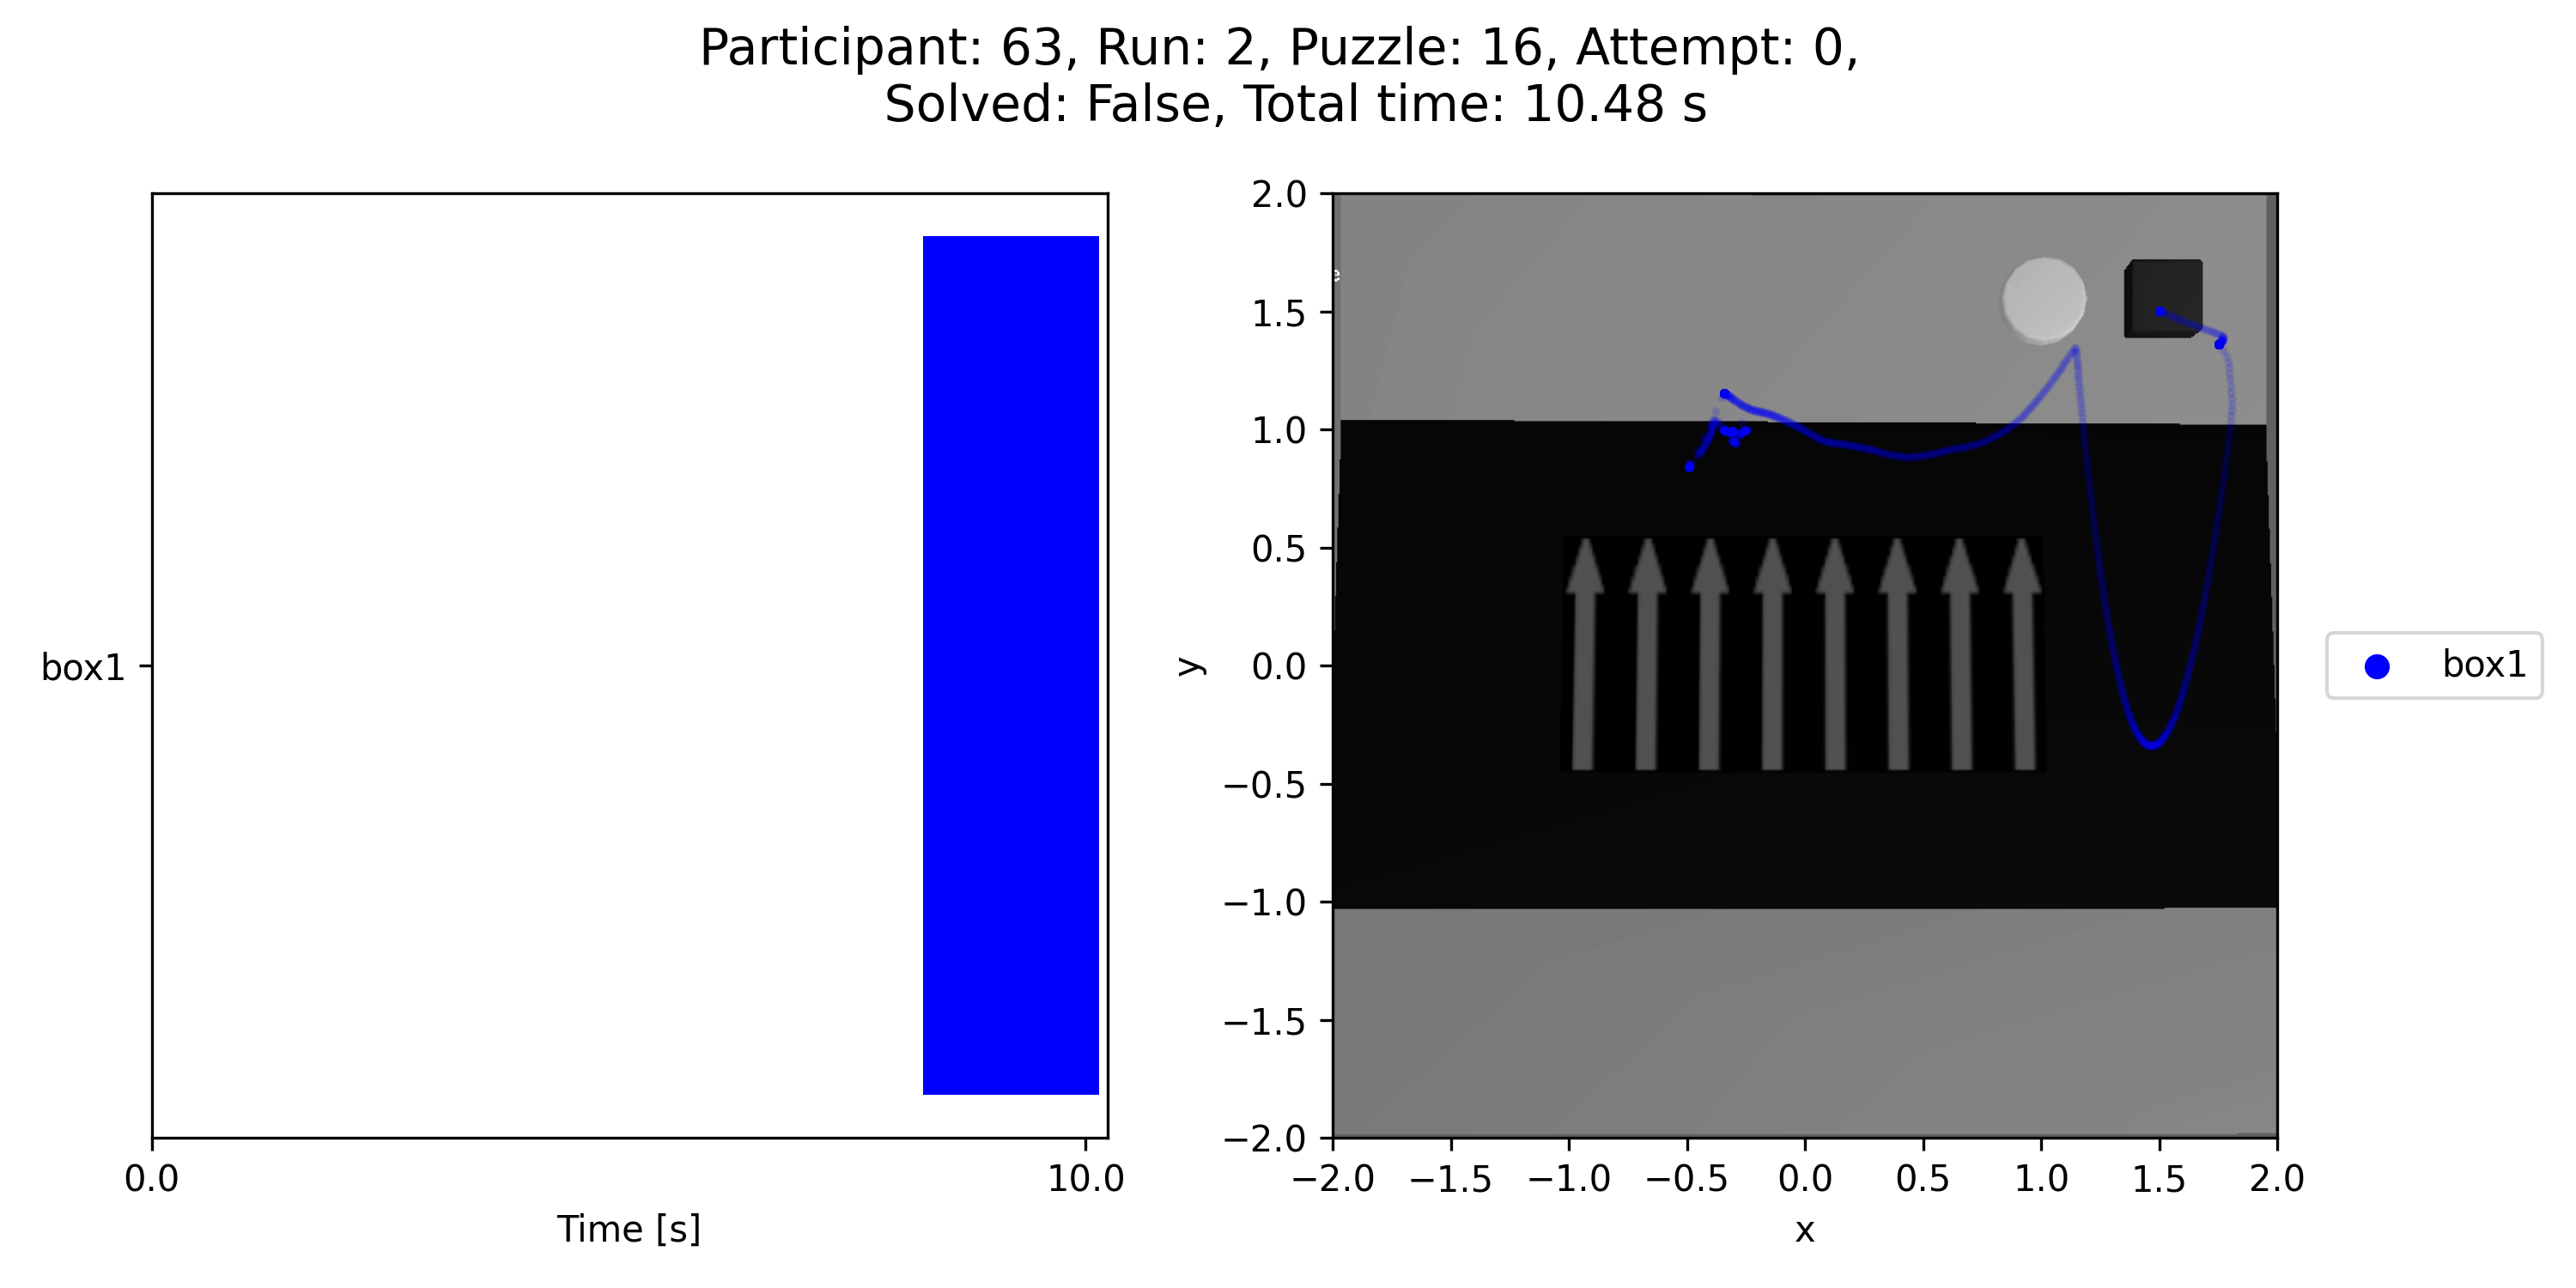 Participant: 63, Run: 2, Puzzle: 16, Attempt: 0,
Solved: False, Total time: 10.48 s
box1
0.0
10.0
Time [s]
2.0
1.5
1.0
0.5
0.0
−0.5
−1.0
−1.5
−2.0
y
−2.0
−1.5
−1.0
−0.5
0.0
0.5
1.0
1.5
2.0
x
box1